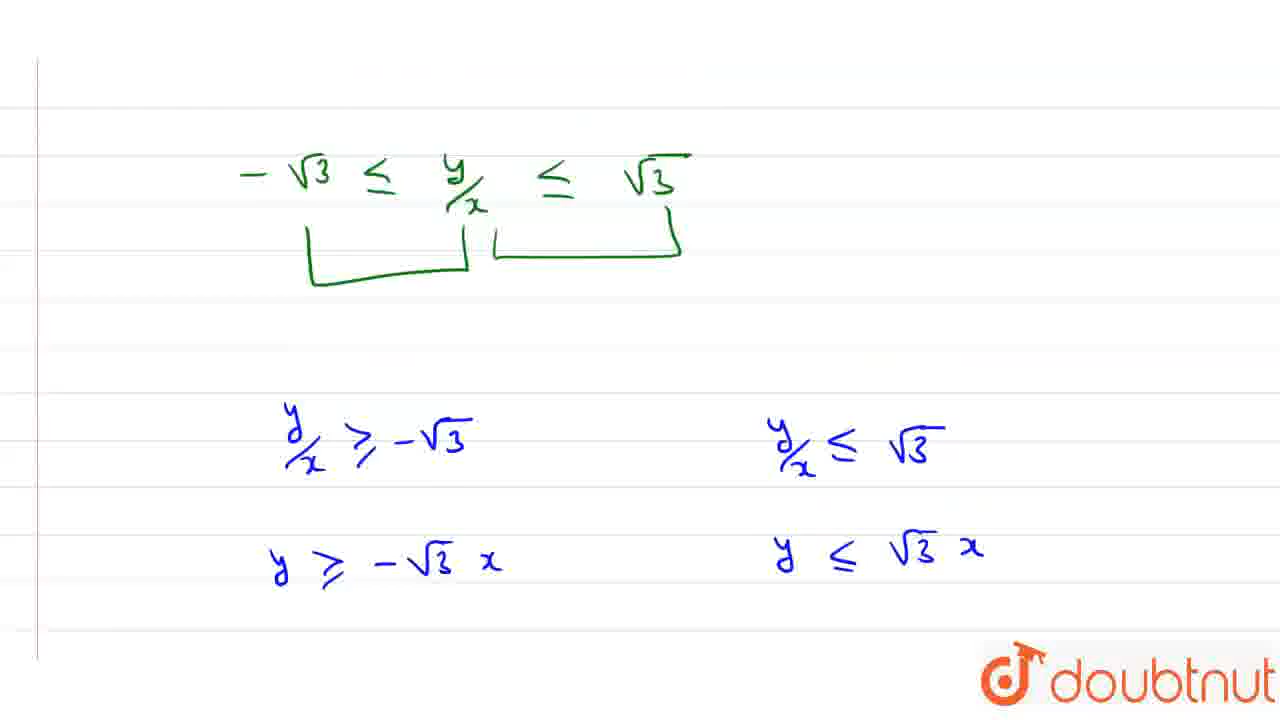 - √3 ≤ y/x ≤ √3
y/x ≥ -√3 y/x ≤ √3
y ≥ -√3 x y ≤ √3 x
doubtnut